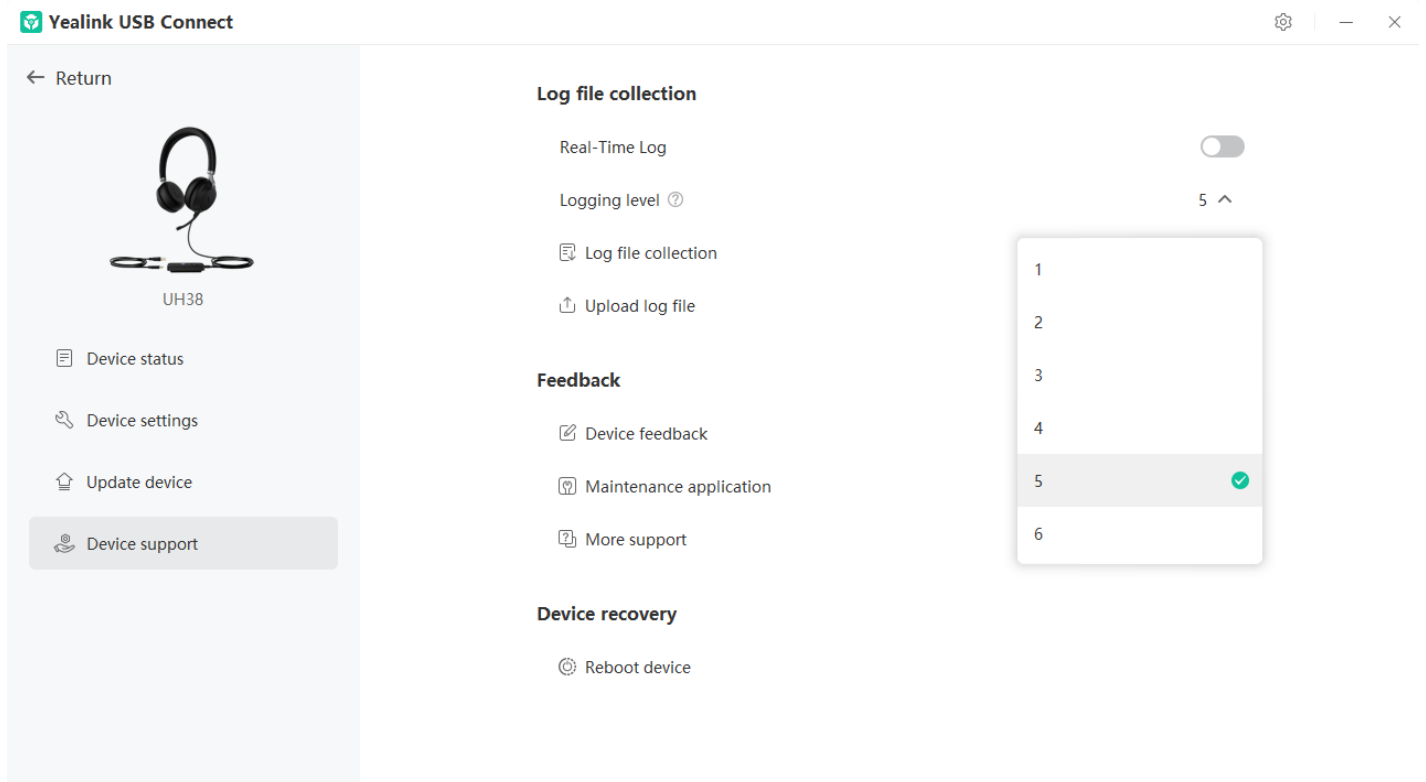 Yealink USB Connect
Return
UH38
Device status
Device settings
Update device
Device support
Log file collection
Real-Time Log
Logging level
5
Log file collection
Upload log file
1
2
3
4
5
6
Feedback
Device feedback
Maintenance application
More support
Device recovery
Reboot device